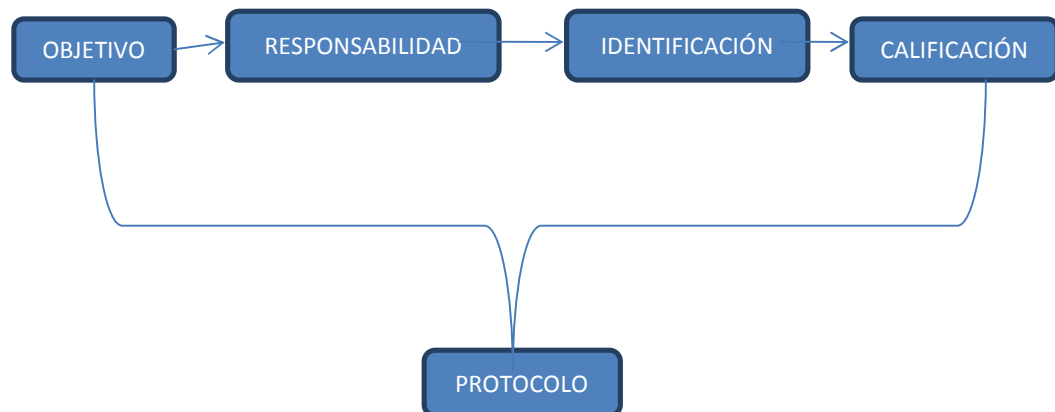 OBJETIVO
RESPONSABILIDAD
IDENTIFICACIÓN
CALIFICACIÓN
PROTOCOLO